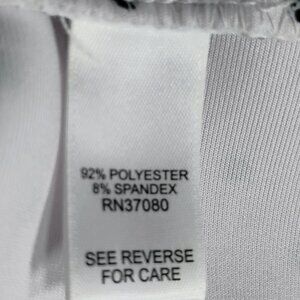 92% POLYESTER
8% SPANDEX
RN37080
SEE REVERSE
FOR CARE